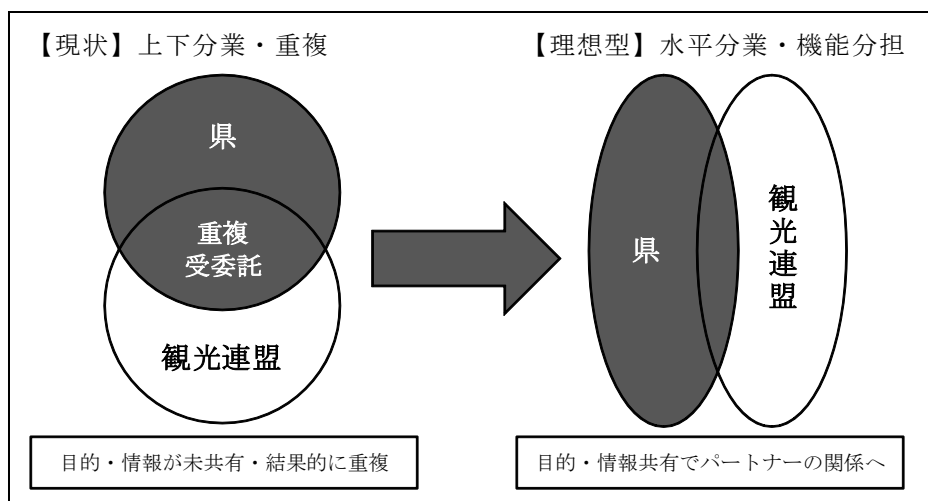 【現状】上下分業・重複
県
重複
受委託
観光連盟
目的・情報が未共有・結果的に重複
【理想型】水平分業・機能分担
県
観光連盟
目的・情報共有でパートナーの関係へ